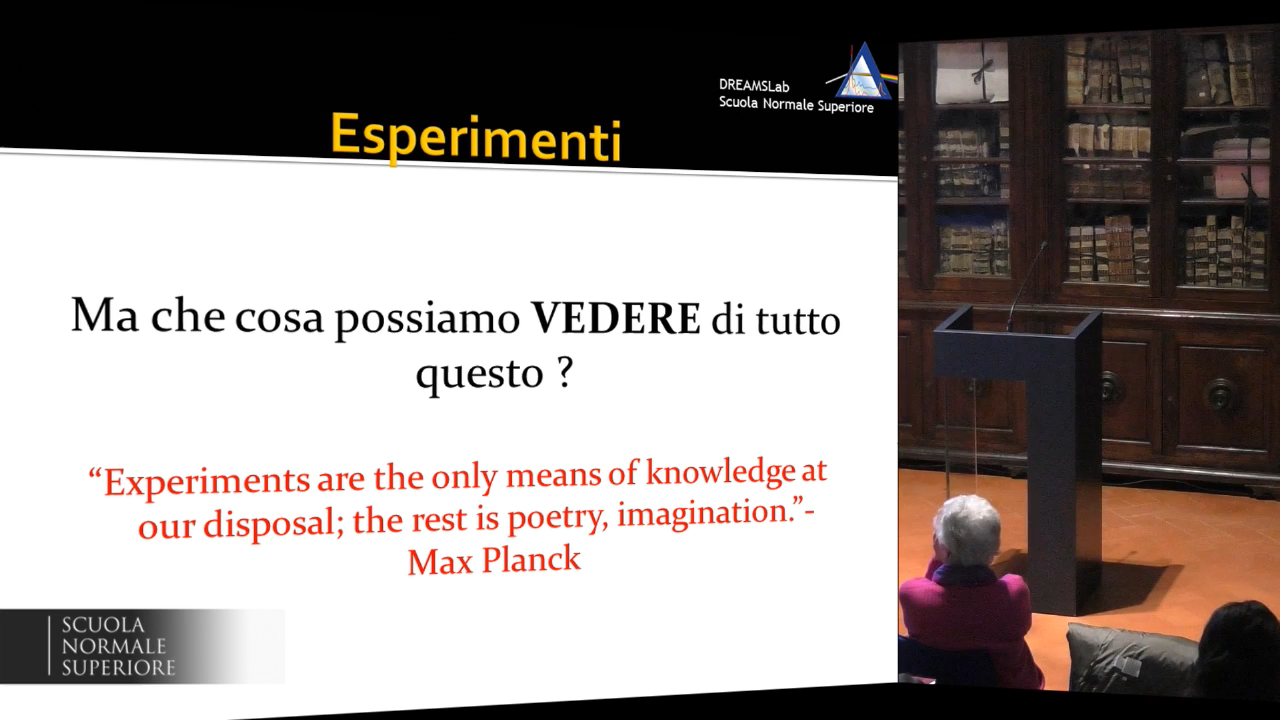 DREAMSLab
Scuola Normale Superiore
Esperimenti
Ma che cosa possiamo VEDERE di tutto
questo ?
“Experiments are the only means of knowledge at
our disposal; the rest is poetry, imagination.”-
Max Planck
SCUOLA
NORMALE
SUPERIORE